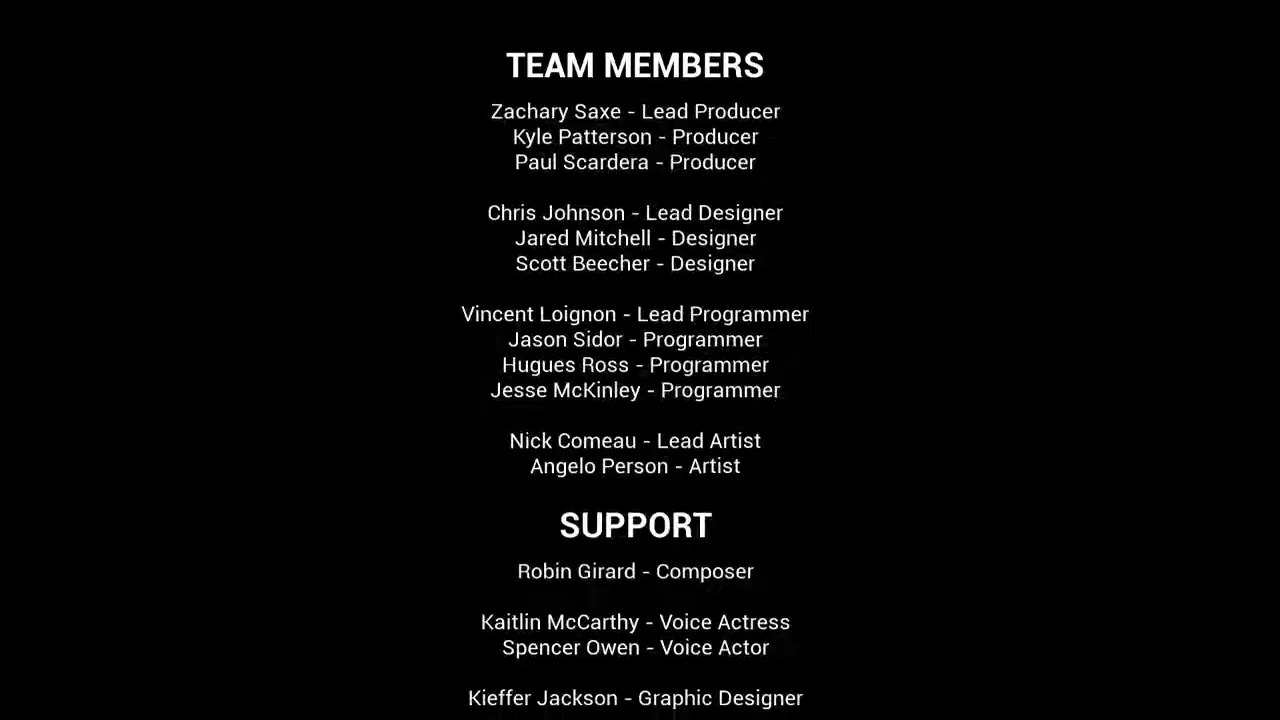 TEAM MEMBERS
Zachary Saxe - Lead Producer
Kyle Patterson - Producer
Paul Scardera - Producer
Chris Johnson - Lead Designer
Jared Mitchell - Designer
Scott Beecher - Designer
Vincent Loignon - Lead Programmer
Jason Sidor - Programmer
Hugues Ross - Programmer
Jesse McKinley - Programmer
Nick Comeau - Lead Artist
Angelo Person - Artist
SUPPORT
Robin Girard - Composer
Kaitlin McCarthy - Voice Actress
Spencer Owen - Voice Actor
Kieffer Jackson - Graphic Designer